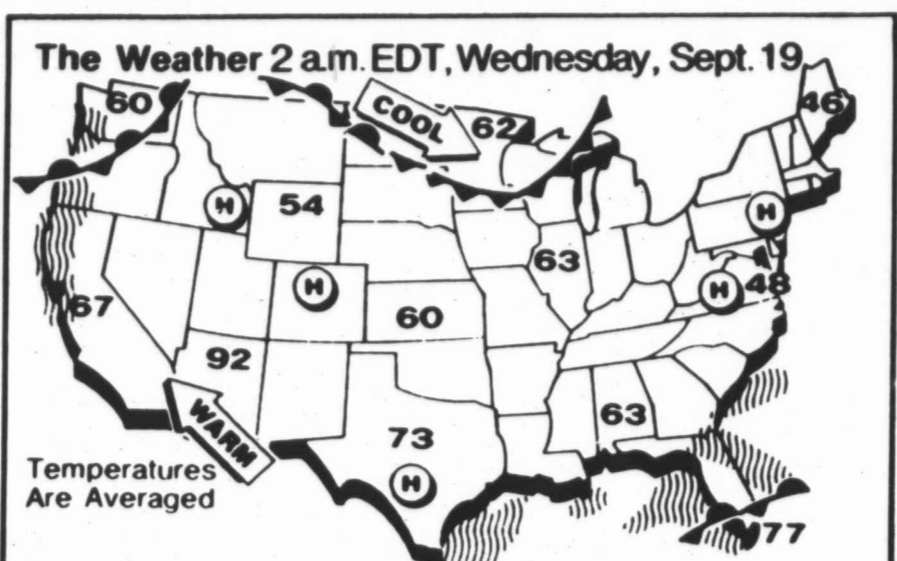 The Weather 2 a.m. EDT, Wednesday, Sept. 19
60
COOL
62
46
H
54
H
63
H
H
48
67
60
92
WARM
63
73
Temperatures
Are Averaged
H
77